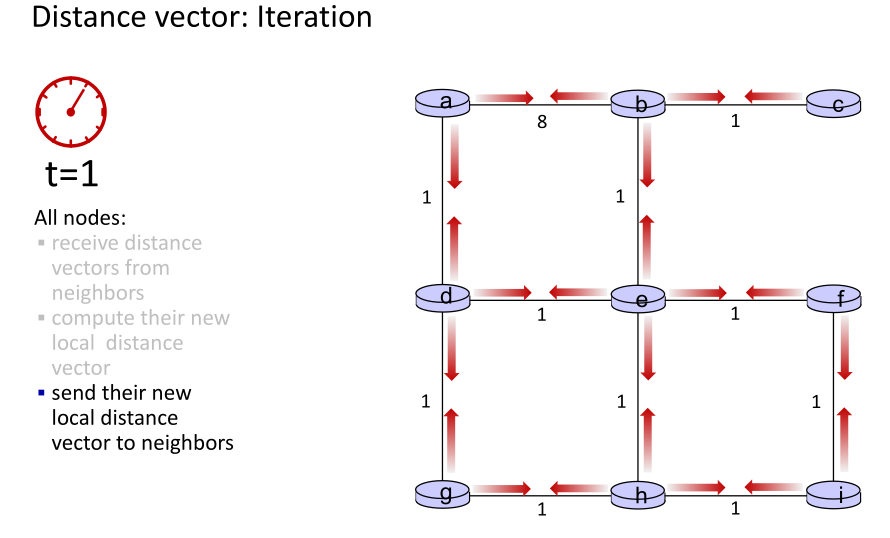 Distance vector: Iteration
t=1
All nodes:
▪ receive distance
vectors from
neighbors
▪ compute their new
local distance
vector
▪ send their new
local distance
vector to neighbors
a b c
8 1
1 1
d e f
1 1
1 1 1
g h i
1 1